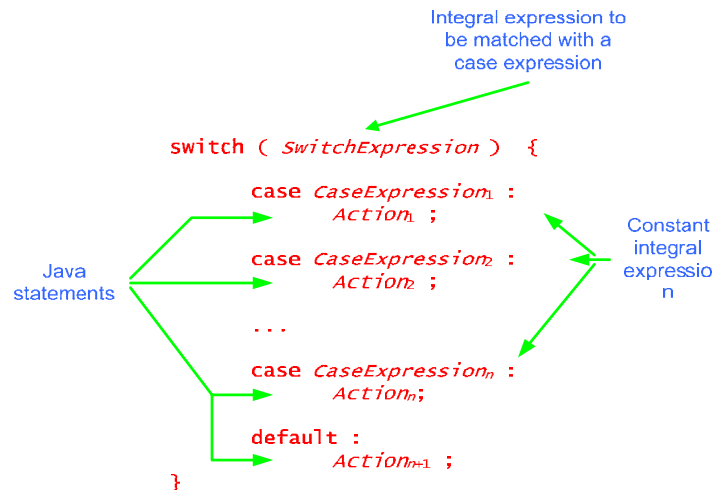 Integral expression to
be matched with a
case expression
switch ( SwitchExpression ) {
case CaseExpression₁ :
Action₁ ;
case CaseExpression₂ :
Action₂ ;
...
case CaseExpressionₙ :
Actionₙ;
default :
Actionₙ₊₁ ;
}
Java
statements
Constant
integral
expressio
n